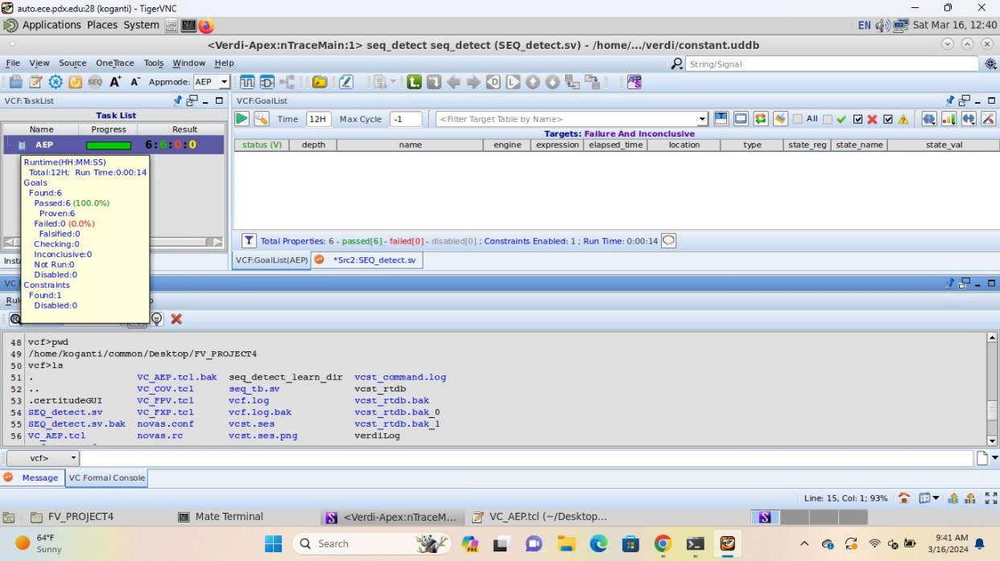 auto.ece.pdx.edu:28 (koganti) - TigerVNC
Applications Places System EN Sat Mar 16, 12:40
<Verdi-Apex:nTraceMain:1> seq_detect seq_detect (SEQ_detect.sv) - /home/.../verdi/constant.uddb
File View Source OneTrace Tools Window Help String/Signal
SEQ A+ A- Appmode: AEP
VCF:TaskList VCF:GoalList
Task List Time 12H Max Cycle -1 <Filter Target Table by Name> All
Name Progress Result Targets: Failure And Inconclusive
AEP 6:6:0:0 status (V) depth name engine expression elapsed_time location type state_reg state_name state_val
Runtime(HH:MM:SS)
Total:12H; Run Time:0:00:14
Goals
Found:6
Passed:6 (100.0%)
Proven:6
Failed:0 (0.0%)
Falsified:0
Checking:0
Inconclusive:0
Not Run:0
Disabled:0
Constraints
Found:1
Disabled:0
Total Properties: 6 - passed[6] - failed[0] - disabled[0] ; Constraints Enabled: 1 ; Run Time: 0:00:14
VCF:GoalList(AEP) *Src2:SEQ_detect.sv
48 vcf>pwd
49 /home/koganti/common/Desktop/FV_PROJECT4
50 vcf>ls
51 . VC_AEP.tcl.bak seq_detect_learn_dir vcst_command.log
52 .. VC_COV.tcl seq_tb.sv vcst_rtdb
53 .certitudeGUI VC_FPV.tcl vcf.log vcst_rtdb.bak
54 SEQ_detect.sv VC_FXP.tcl vcf.log.bak vcst_rtdb.bak_0
55 SEQ_detect.sv.bak novas.conf vcst.ses vcst_rtdb.bak_1
56 VC_AEP.tcl novas.rc vcst.ses.png verdiLog
vcf>
Message VC Formal Console
Line: 15, Col: 1; 93%
FV_PROJECT4 Mate Terminal <Verdi-Apex:nTraceM... VC_AEP.tcl (~/Desktop...
64°F
Sunny
Search
9:41 AM
3/16/2024